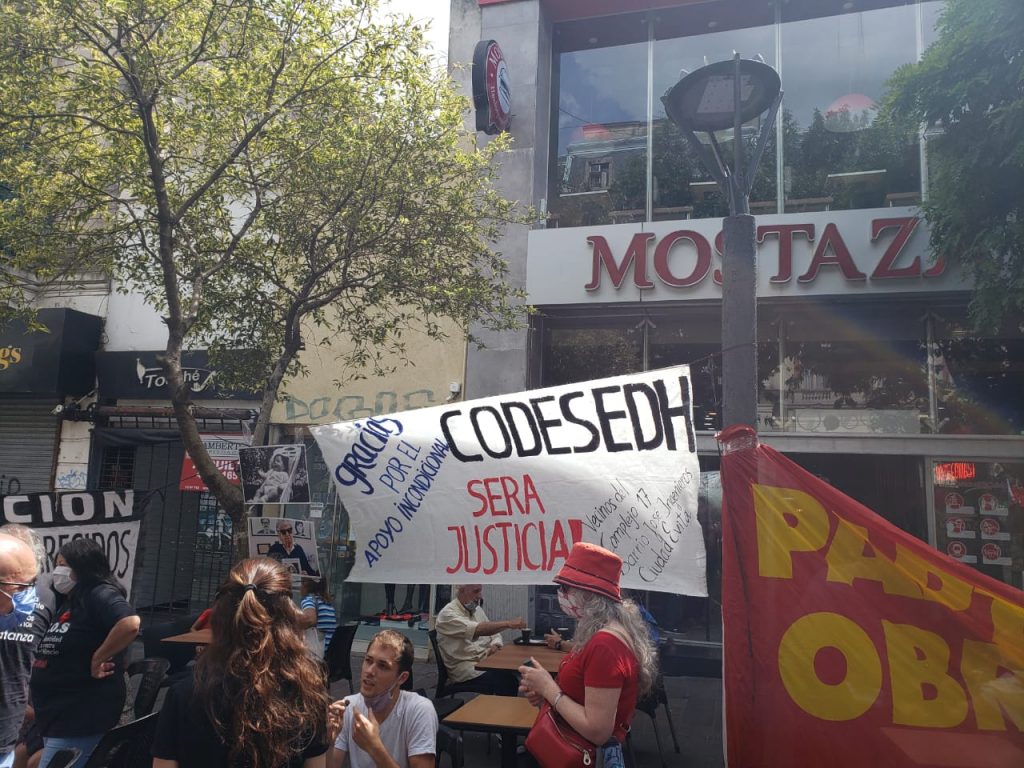 MOSTAZA
Touché
CODESEDH
gracias
POR EL
APOYO INCONDICIONAL
SERA
JUSTICIA!
Vecinos del
Complejo 17
Barrio José Ingenieros
Ciudad Evita
CION
PAR
OBR